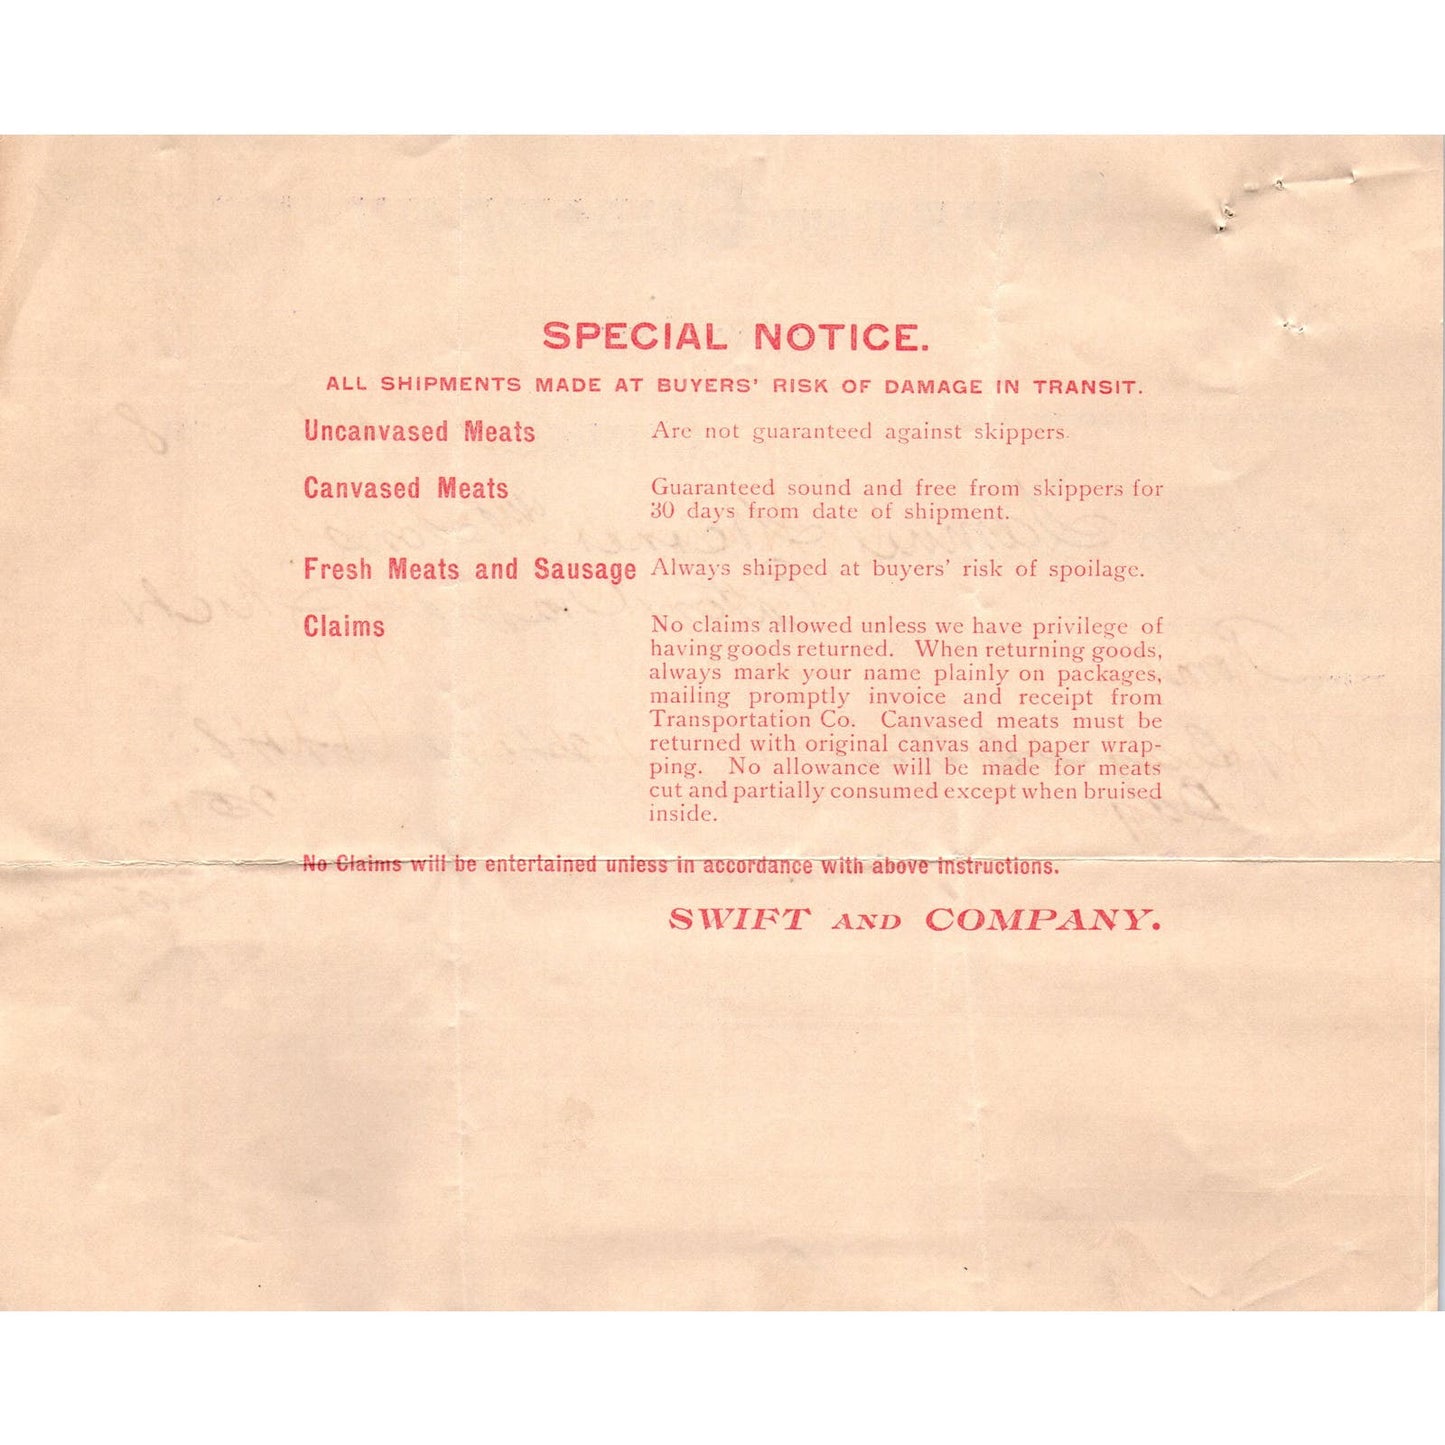 SPECIAL NOTICE.
ALL SHIPMENTS MADE AT BUYERS' RISK OF DAMAGE IN TRANSIT.
Uncanvased Meats Are not guaranteed against skippers.
Canvased Meats Guaranteed sound and free from skippers for
30 days from date of shipment.
Fresh Meats and Sausage Always shipped at buyers' risk of spoilage.
Claims No claims allowed unless we have privilege of
having goods returned. When returning goods,
always mark your name plainly on packages,
mailing promptly invoice and receipt from
Transportation Co. Canvased meats must be
returned with original canvas and paper wrap-
ping. No allowance will be made for meats
cut and partially consumed except when bruised
inside.
No Claims will be entertained unless in accordance with above instructions.
SWIFT AND COMPANY.